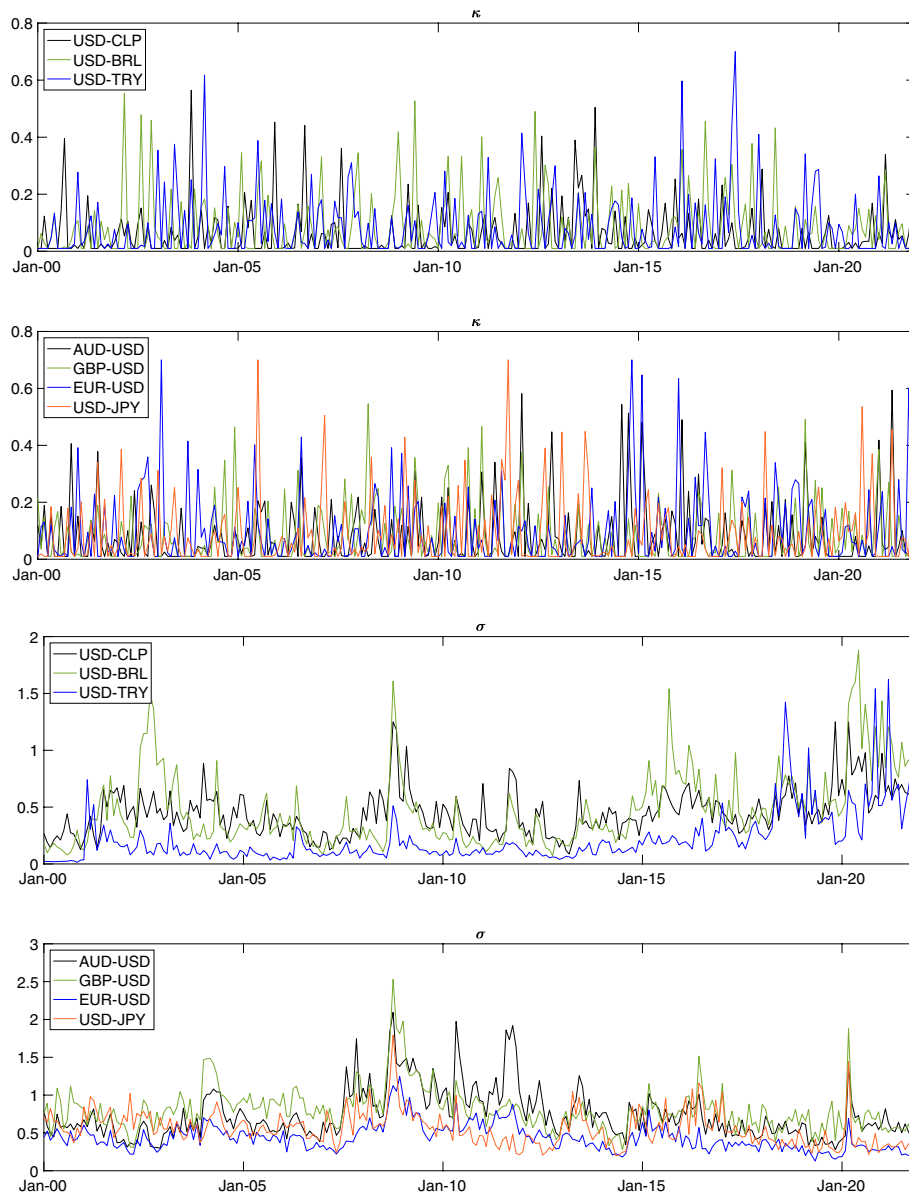 κ
0.8
USD-CLP
USD-BRL
USD-TRY
0.6
0.4
0.2
0
Jan-00 Jan-05 Jan-10 Jan-15 Jan-20
κ
0.8
AUD-USD
GBP-USD
EUR-USD
USD-JPY
0.6
0.4
0.2
0
Jan-00 Jan-05 Jan-10 Jan-15 Jan-20
σ
2
USD-CLP
USD-BRL
USD-TRY
1.5
1
0.5
0
Jan-00 Jan-05 Jan-10 Jan-15 Jan-20
σ
3
AUD-USD
GBP-USD
EUR-USD
USD-JPY
2.5
2
1.5
1
0.5
0
Jan-00 Jan-05 Jan-10 Jan-15 Jan-20